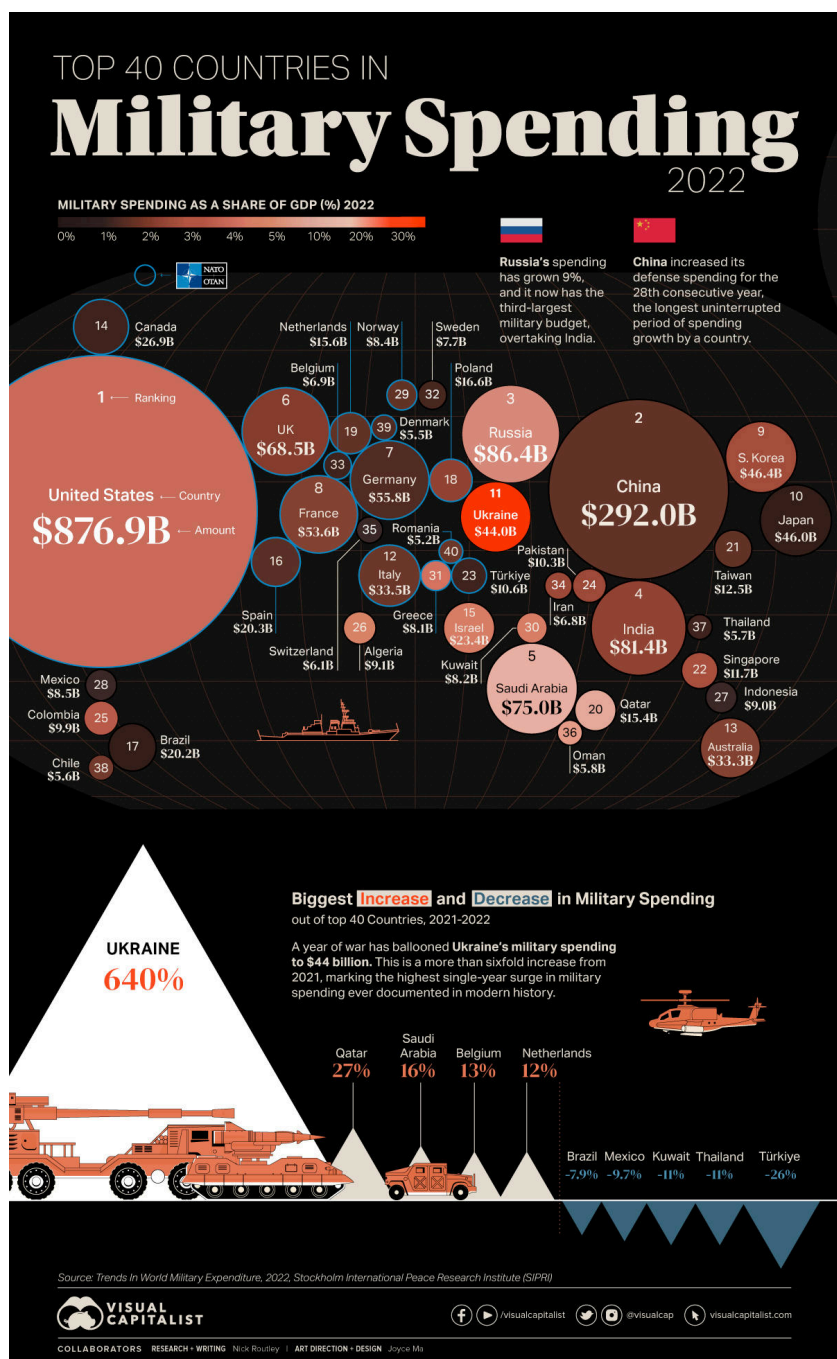 TOP 40 COUNTRIES IN
Military Spending
2022
MILITARY SPENDING AS A SHARE OF GDP (%) 2022
0% 1% 2% 3% 4% 5% 10% 20% 30%
NATO
OTAN
Russia's spending
has grown 9%,
and it now has the
third-largest
military budget,
overtaking India.
China increased its
defense spending for the
28th consecutive year,
the longest uninterrupted
period of spending
growth by a country.
14
Canada
$26.9B
1 ← Ranking
United States ← Country
$876.9B ← Amount
Netherlands
$15.6B
19
Norway
$8.4B
29
Sweden
$7.7B
32
Belgium
$6.9B
33
Poland
$16.6B
18
6
UK
$68.5B
39
Denmark
$5.5B
7
Germany
$55.8B
8
France
$53.6B
3
Russia
$86.4B
2
China
$292.0B
9
S. Korea
$46.4B
10
Japan
$46.0B
11
Ukraine
$44.0B
35
Switzerland
$6.1B
Romania
$5.2B
40
12
Italy
$33.5B
31
Greece
$8.1B
23
Türkiye
$10.6B
16
Spain
$20.3B
26
Algeria
$9.1B
15
Israel
$23.4B
Pakistan
$10.3B
24
34
Iran
$6.8B
21
Taiwan
$12.5B
4
India
$81.4B
37
Thailand
$5.7B
30
Kuwait
$8.2B
5
Saudi Arabia
$75.0B
20
Qatar
$15.4B
36
Oman
$5.8B
22
Singapore
$11.7B
27
Indonesia
$9.0B
13
Australia
$33.3B
Mexico
$8.5B
28
Colombia
$9.9B
25
17
Brazil
$20.2B
Chile
$5.6B
38
Biggest Increase and Decrease in Military Spending
out of top 40 Countries, 2021-2022
A year of war has ballooned Ukraine's military spending
to $44 billion. This is a more than sixfold increase from
2021, marking the highest single-year surge in military
spending ever documented in modern history.
UKRAINE
640%
Qatar
27%
Saudi
Arabia
16%
Belgium
13%
Netherlands
12%
Brazil
-7.9%
Mexico
-9.7%
Kuwait
-11%
Thailand
-11%
Türkiye
-26%
Source: Trends In World Military Expenditure, 2022, Stockholm International Peace Research Institute (SIPRI)
VISUAL
CAPITALIST
/visualcapitalist @visualcap visualcapitalist.com
COLLABORATORS RESEARCH + WRITING Nick Routley | ART DIRECTION + DESIGN Joyce Ma